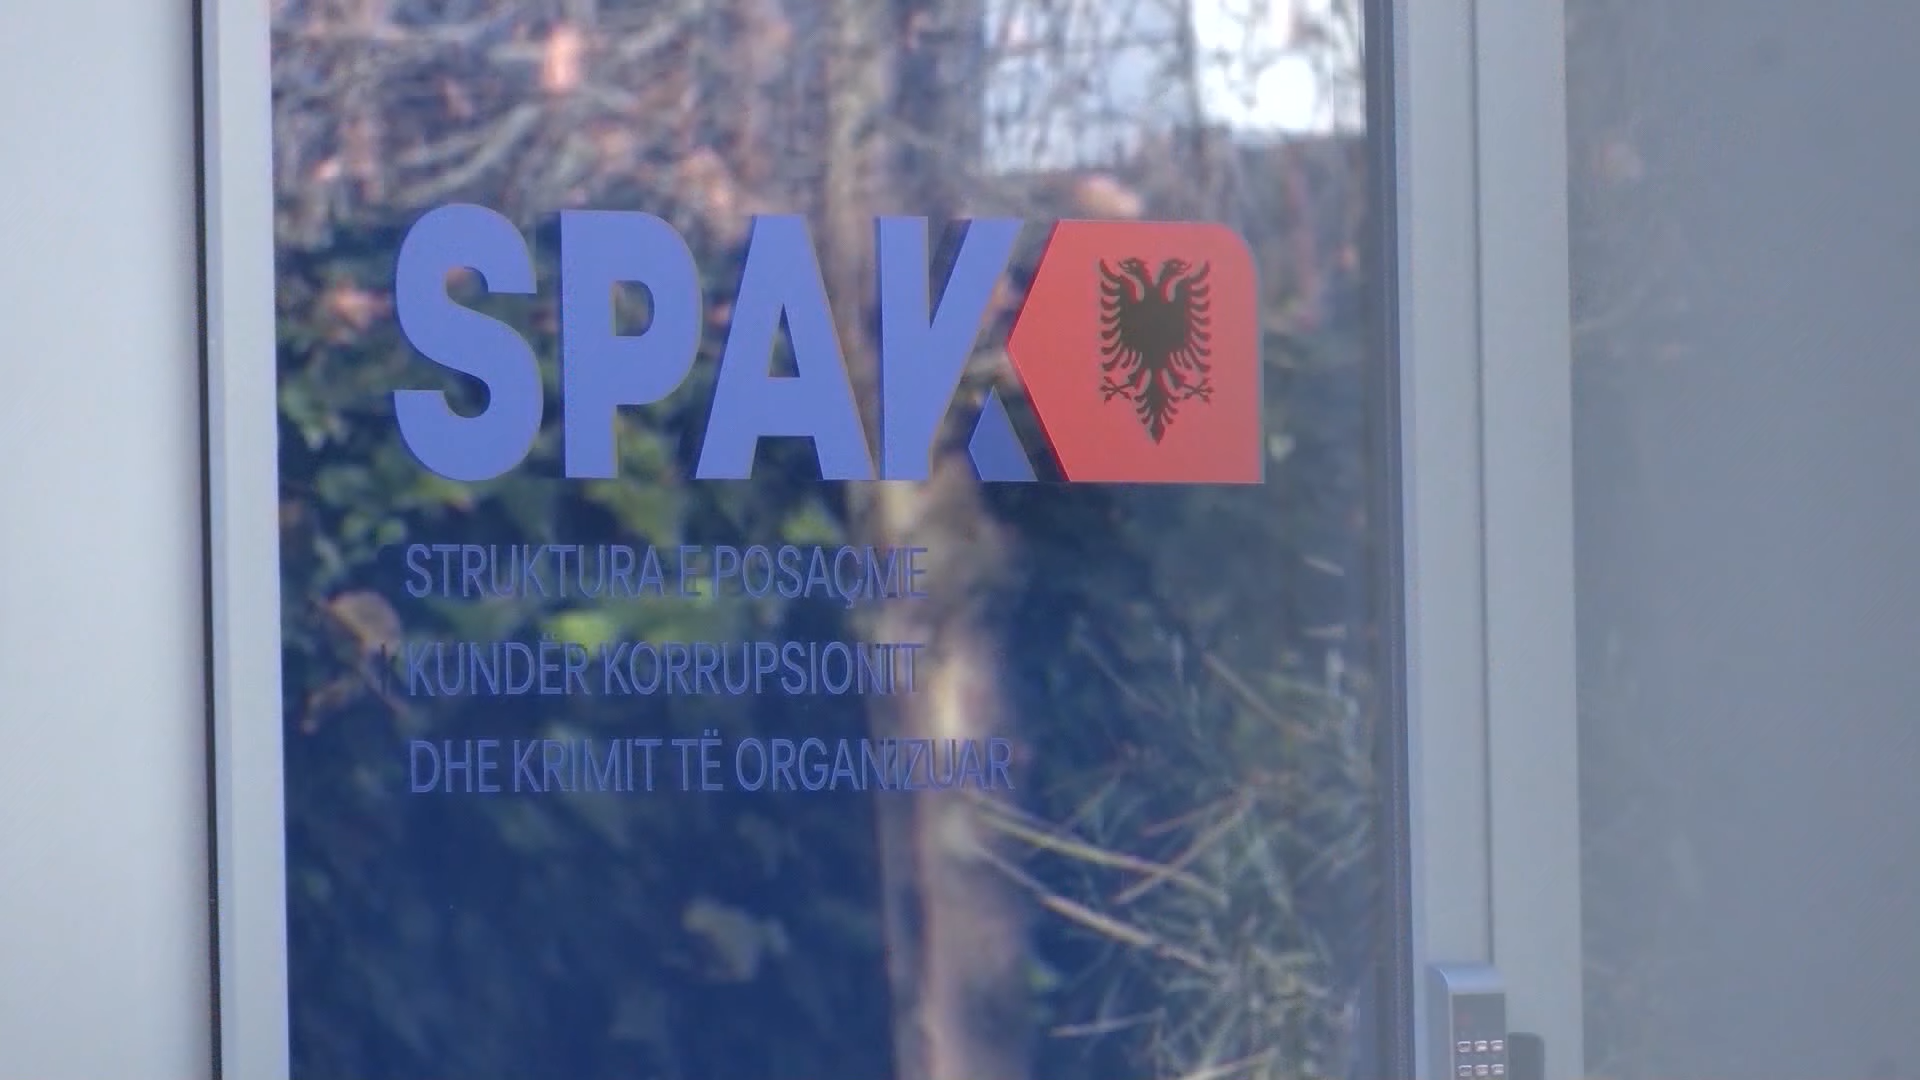 SPAK
STRUKTURA E POSAÇME
KUNDËR KORRUPSIONIT
DHE KRIMIT TË ORGANIZUAR